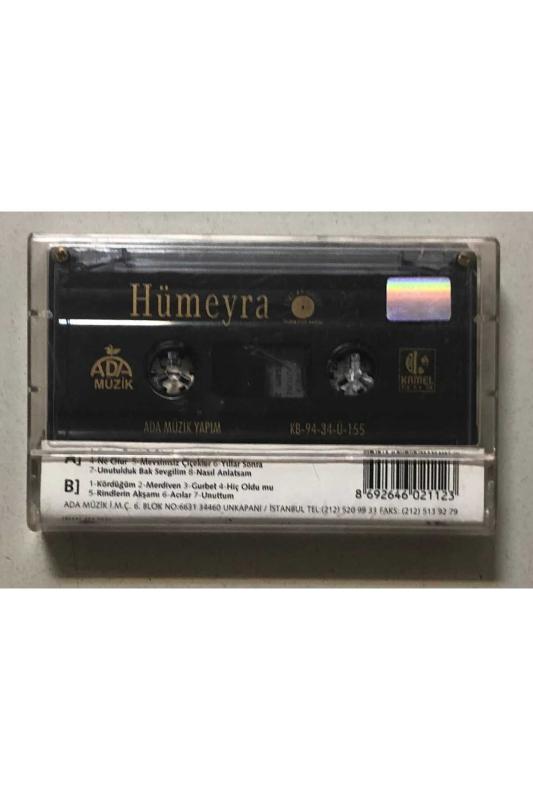 Hümeyra
ADA
MÜZİK
KAMEL
ADA MÜZİK YAPIM
KB-94-34-Ü-155
A] 4-Ne Olur 5-Mevsimsiz Çiçekler 6-Yıllar Sonra
7-Unutulduk Bak Sevgilim 8-Nasıl Anlatsam
B] 1-Kördüğüm 2-Merdiven 3-Gurbet 4-Hiç Oldu mu
5-Rindlerin Akşamı 6-Acılar 7-Unuttum
8 692646 021123
ADA MÜZİK İ.M.Ç. 6. BLOK NO:6631 34460 UNKAPANI / İSTANBUL TEL:(212) 520 98 33 FAKS: (212) 513 92 79